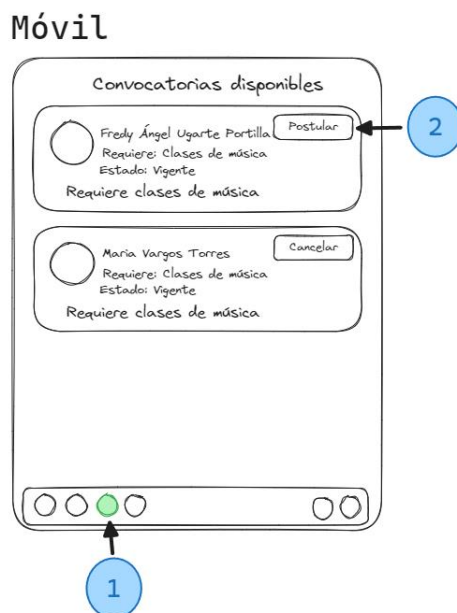 Móvil
Convocatorias disponibles
Fredy Ángel Ugarte Portilla
Postular
2
Requiere: Clases de música
Estado: Vigente
Requiere clases de música
Maria Vargos Torres
Cancelar
Requiere: Clases de música
Estado: Vigente
Requiere clases de música
1